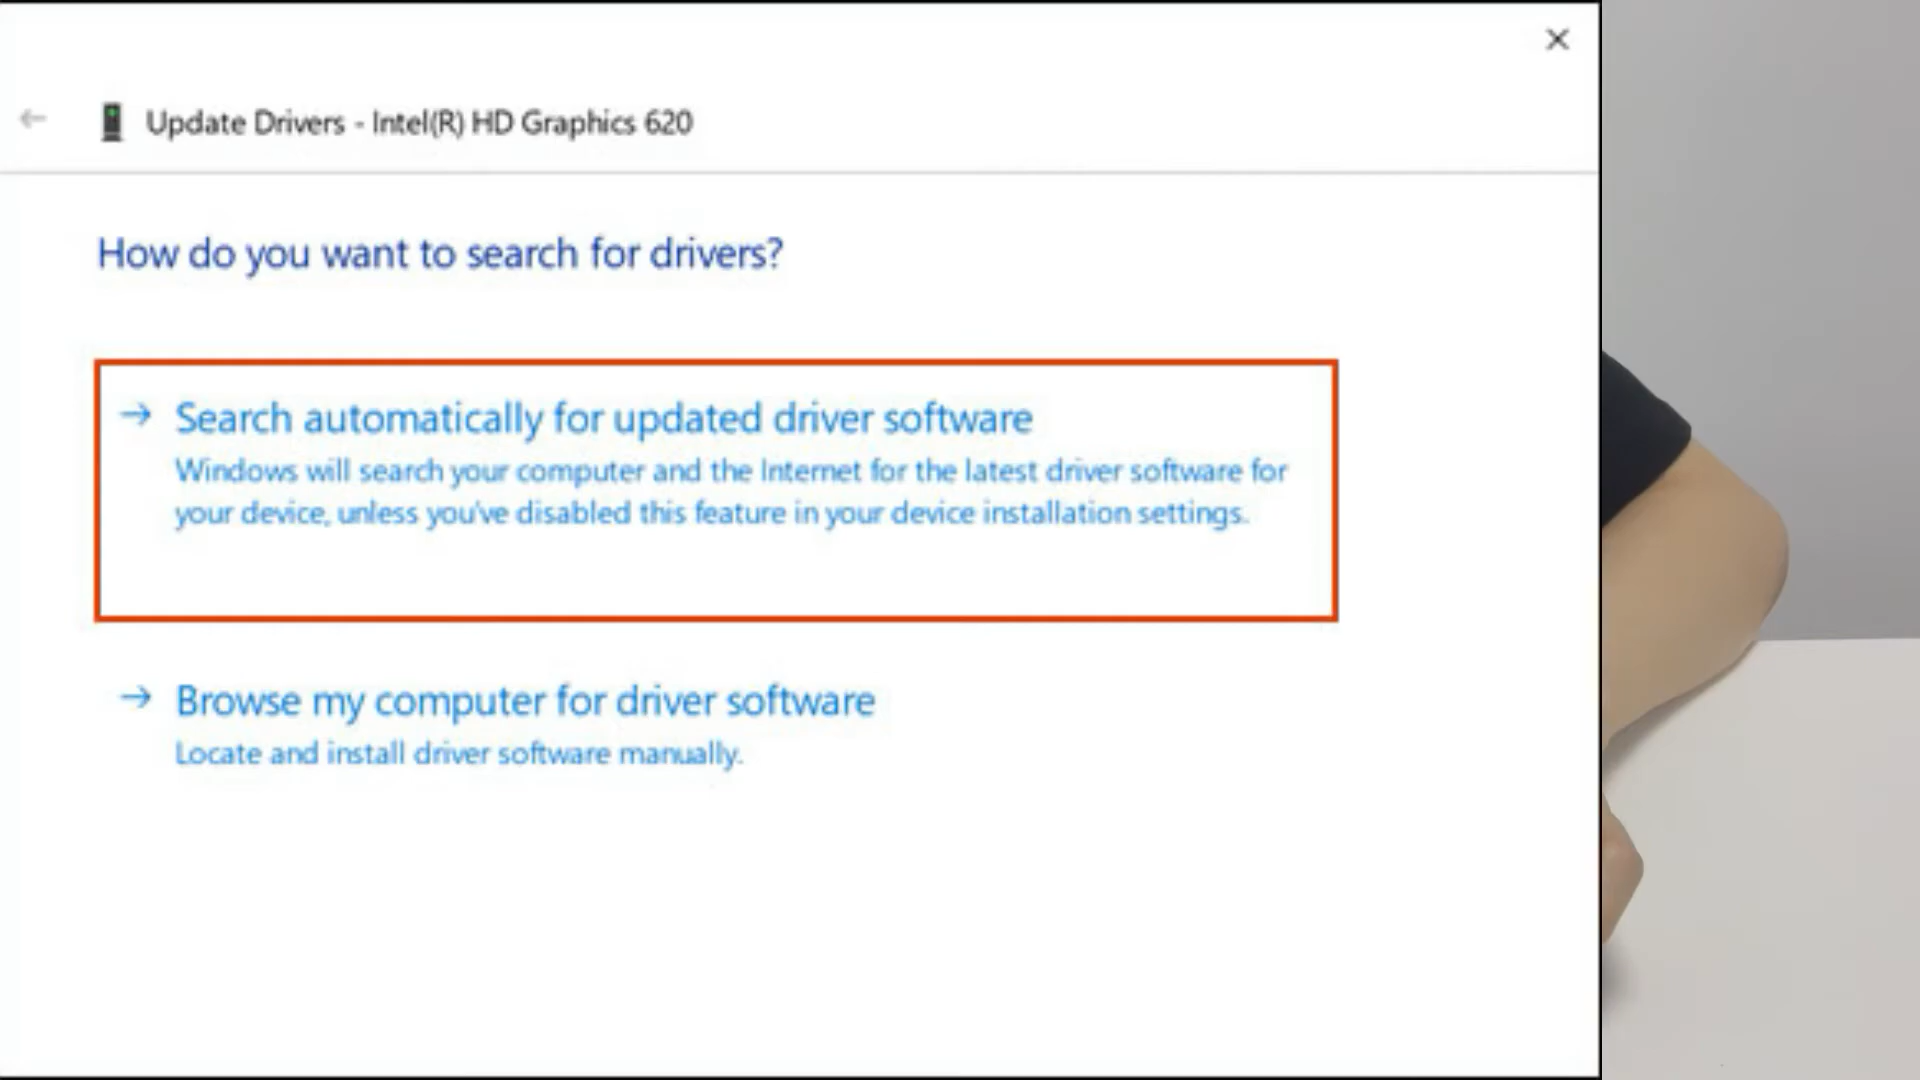 Update Drivers - Intel(R) HD Graphics 620
How do you want to search for drivers?
Search automatically for updated driver software
Windows will search your computer and the Internet for the latest driver software for
your device, unless you've disabled this feature in your device installation settings.
Browse my computer for driver software
Locate and install driver software manually.